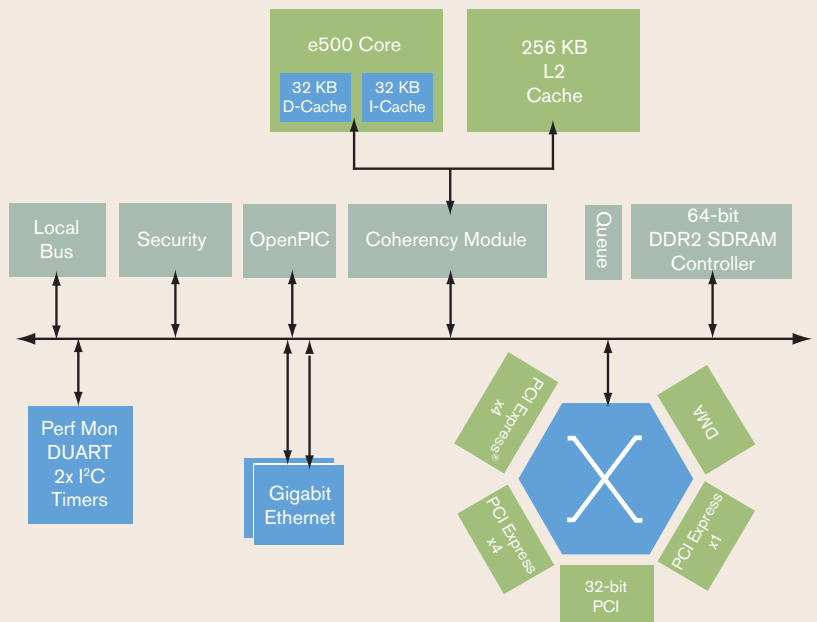 e500 Core
32 KB
D-Cache
32 KB
I-Cache
256 KB
L2
Cache
Local
Bus
Security
OpenPIC
Coherency Module
Queue
64-bit
DDR2 SDRAM
Controller
Perf Mon
DUART
2x I²C
Timers
Gigabit
Ethernet
PCI Express®
x4
DMA
PCI Express
x4
PCI Express
x1
32-bit
PCI